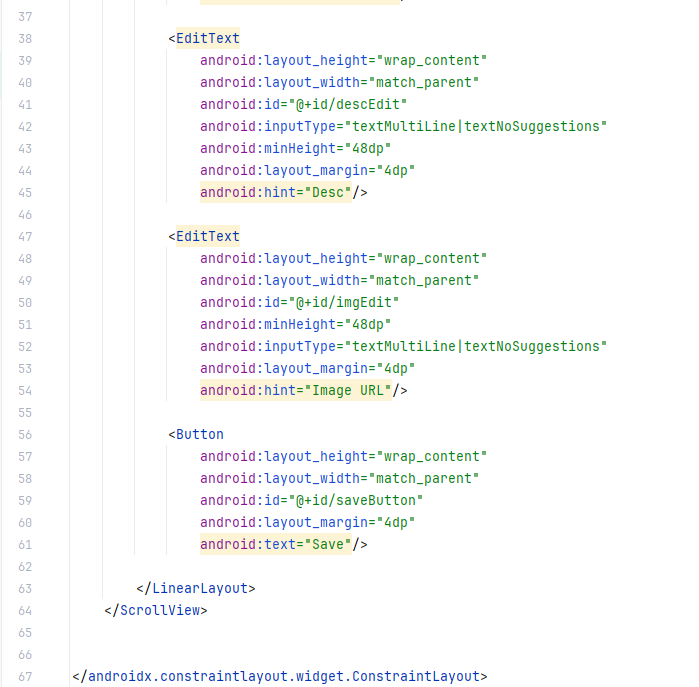 37
38 <EditText
39 android:layout_height="wrap_content"
40 android:layout_width="match_parent"
41 android:id="@+id/descEdit"
42 android:inputType="textMultiLine|textNoSuggestions"
43 android:minHeight="48dp"
44 android:layout_margin="4dp"
45 android:hint="Desc"/>
46
47 <EditText
48 android:layout_height="wrap_content"
49 android:layout_width="match_parent"
50 android:id="@+id/imgEdit"
51 android:minHeight="48dp"
52 android:inputType="textMultiLine|textNoSuggestions"
53 android:layout_margin="4dp"
54 android:hint="Image URL"/>
55
56 <Button
57 android:layout_height="wrap_content"
58 android:layout_width="match_parent"
59 android:id="@+id/saveButton"
60 android:layout_margin="4dp"
61 android:text="Save"/>
62
63 </LinearLayout>
64 </ScrollView>
65
66
67 </androidx.constraintlayout.widget.ConstraintLayout>